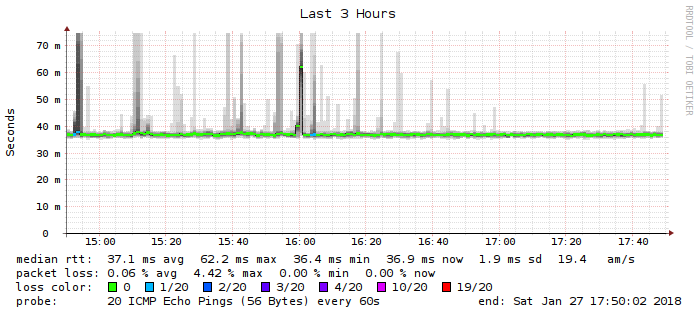 Last 3 Hours
RRDTOOL / TOBI OETIKER
Seconds
70 m
60 m
50 m
40 m
30 m
20 m
10 m
0
15:00 15:20 15:40 16:00 16:20 16:40 17:00 17:20 17:40
median rtt: 37.1 ms avg 62.2 ms max 36.4 ms min 36.9 ms now 1.9 ms sd 19.4 am/s
packet loss: 0.06 % avg 4.42 % max 0.00 % min 0.00 % now
loss color: 0 1/20 2/20 3/20 4/20 10/20 19/20
probe: 20 ICMP Echo Pings (56 Bytes) every 60s end: Sat Jan 27 17:50:02 2018